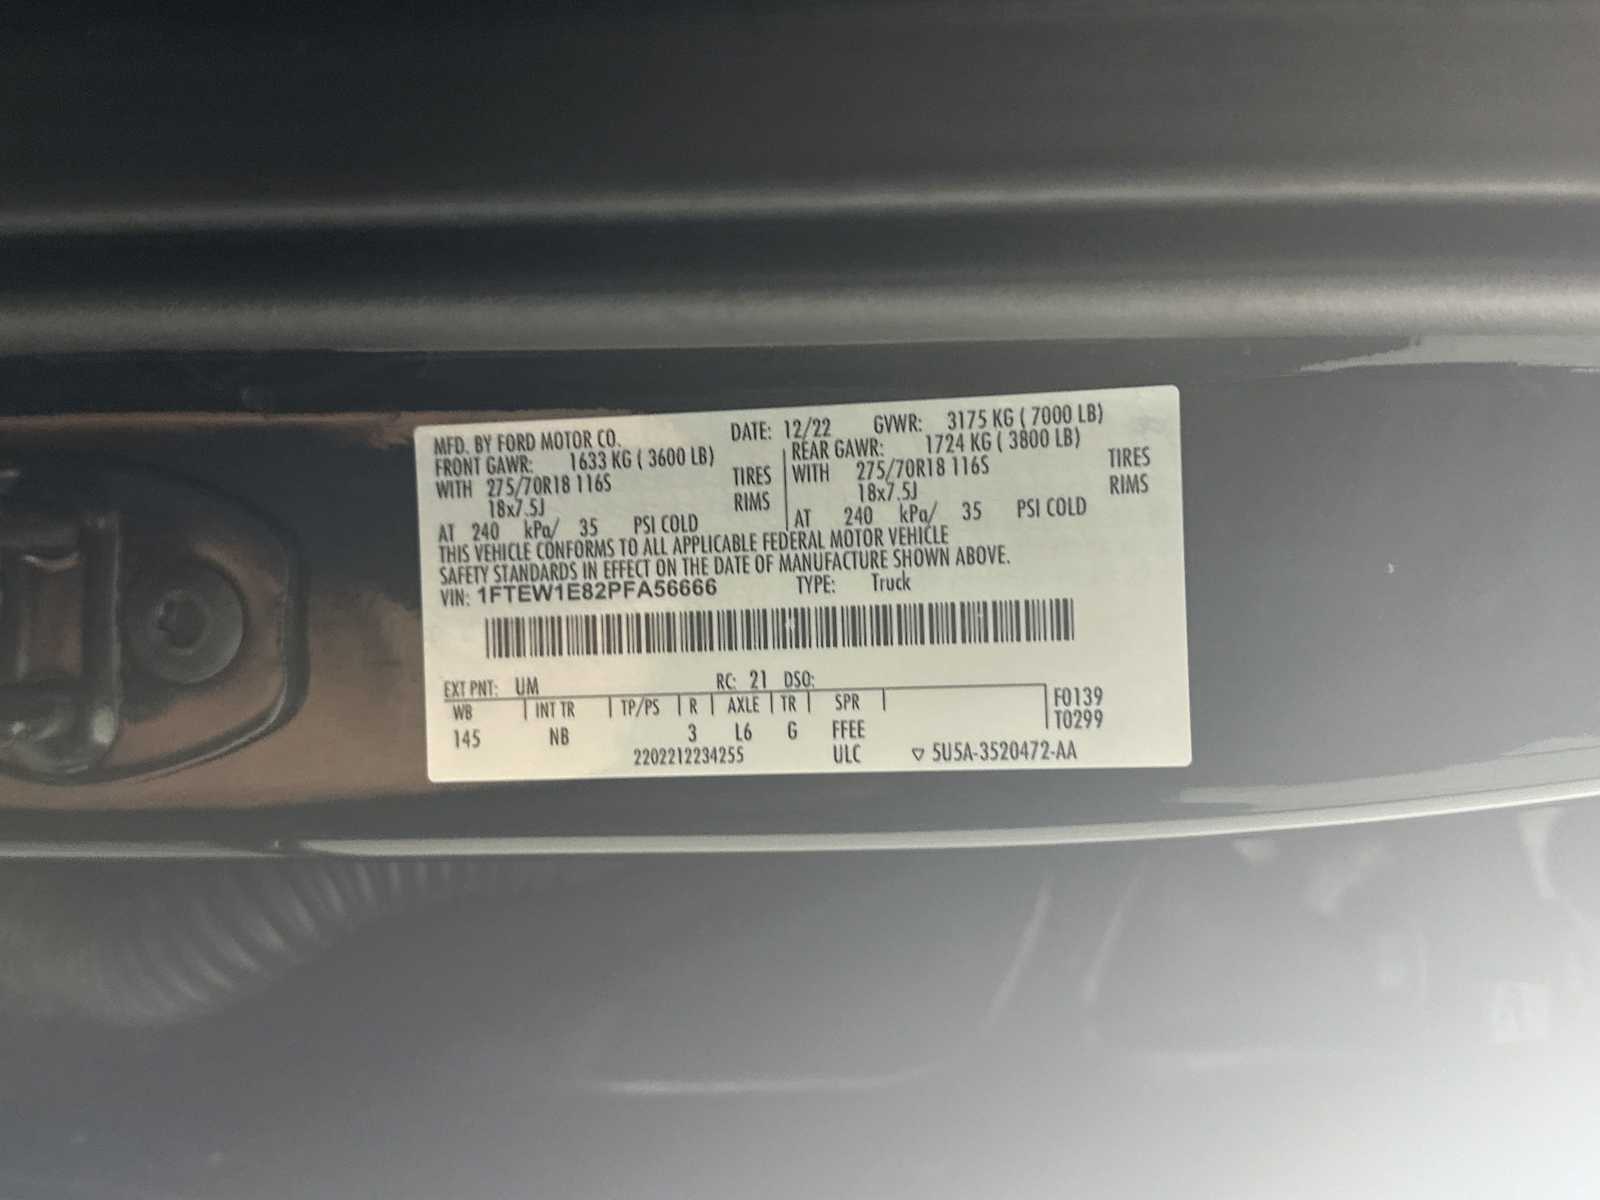 MFD. BY FORD MOTOR CO. DATE: 12/22 GVWR: 3175 KG ( 7000 LB)
FRONT GAWR: 1633 KG ( 3600 LB) REAR GAWR: 1724 KG ( 3800 LB)
WITH 275/70R18 116S TIRES WITH 275/70R18 116S TIRES
18x7.5J RIMS 18x7.5J RIMS
AT 240 kPa/ 35 PSI COLD AT 240 kPa/ 35 PSI COLD
THIS VEHICLE CONFORMS TO ALL APPLICABLE FEDERAL MOTOR VEHICLE
SAFETY STANDARDS IN EFFECT ON THE DATE OF MANUFACTURE SHOWN ABOVE.
VIN: 1FTEW1E82PFA56666 TYPE: Truck
EXT PNT: UM RC: 21 DSO:
WB INT TR TP/PS R AXLE TR SPR F0139
145 NB 3 L6 G FFEE T0299
2202212234255 ULC ▽ 5U5A-3520472-AA